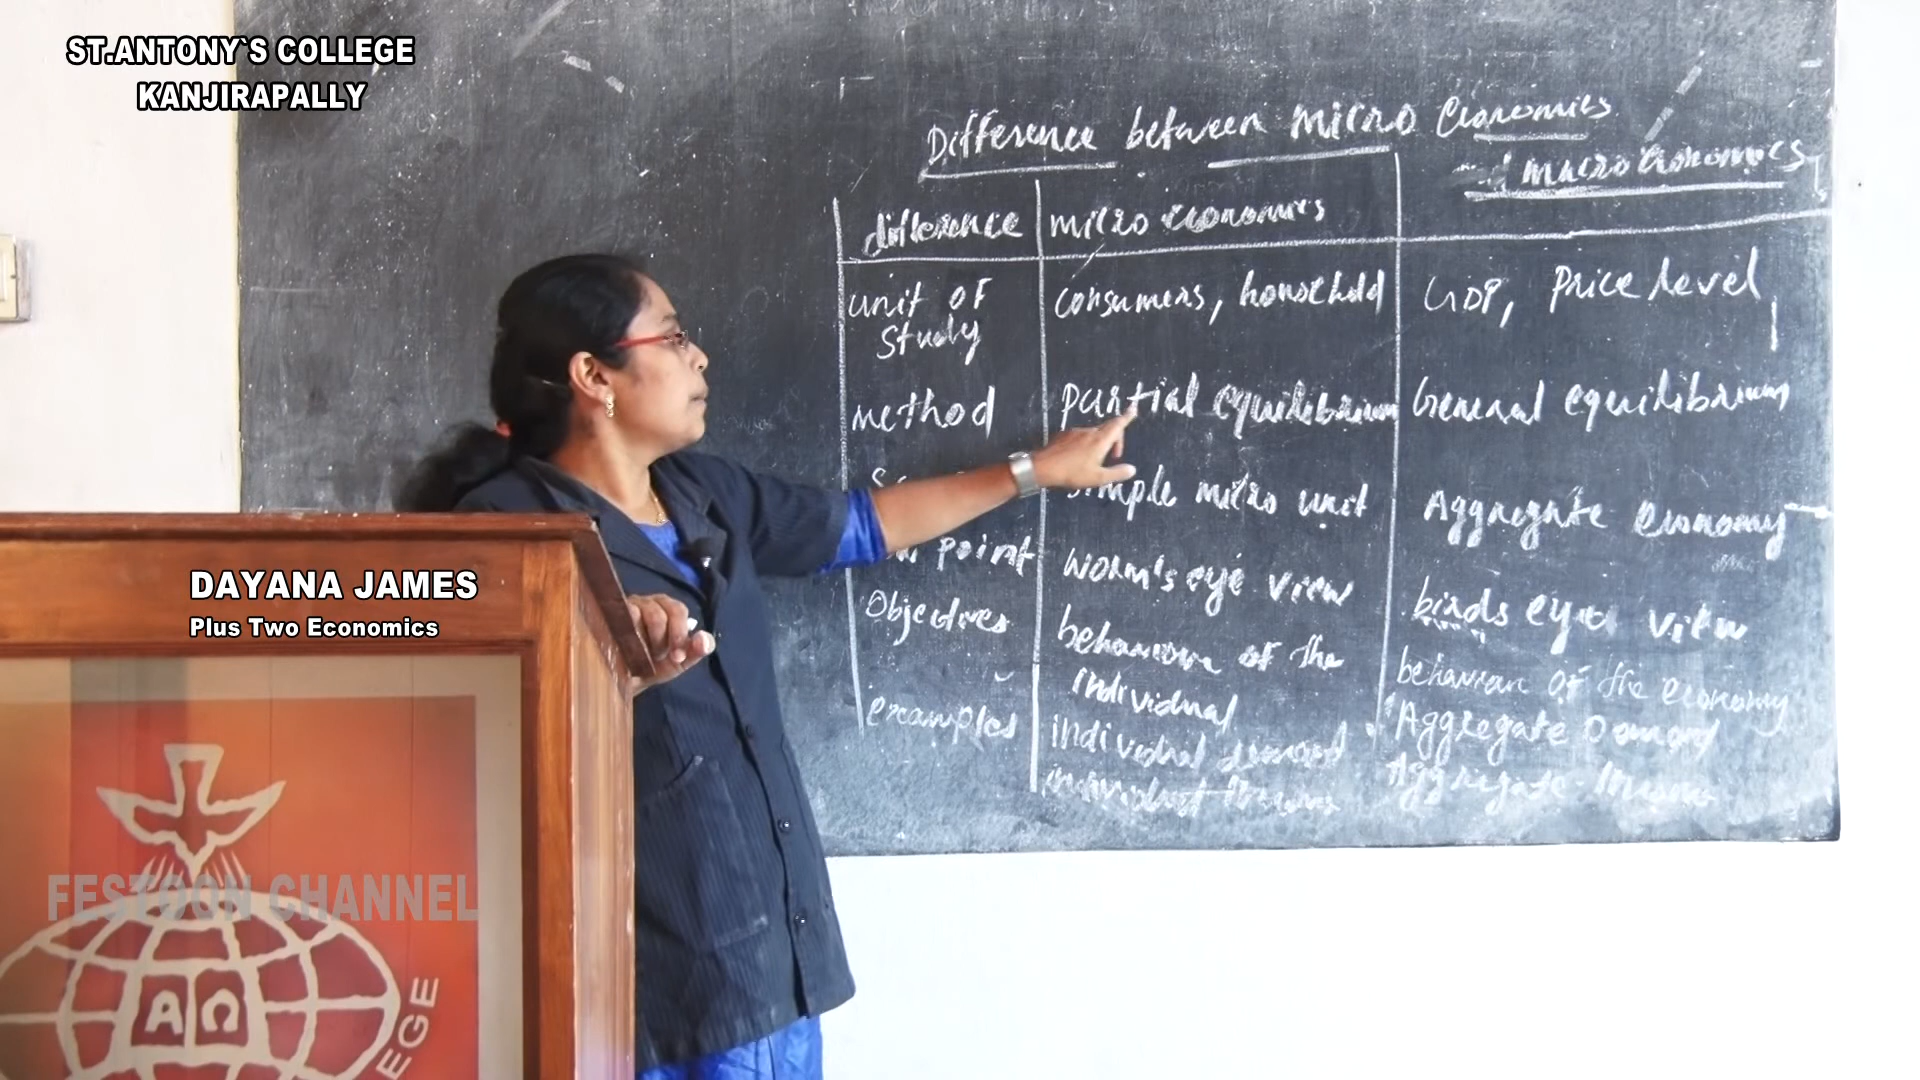 ST.ANTONY`S COLLEGE
KANJIRAPALLY
Difference between micro Economics
macro Economics
difference micro economics
unit of consumers, household GDP, Price level,
Study
method partial equilibrium General equilibrium
simple micro unit Aggregate economy
point worm's eye view birds eye view
Objectives behaviour of the behaviour of the economy
individual
examples individual demand Aggregate Demand
individual Aggregate
DAYANA JAMES
Plus Two Economics
FESTOON CHANNEL
Α Ω
EGE